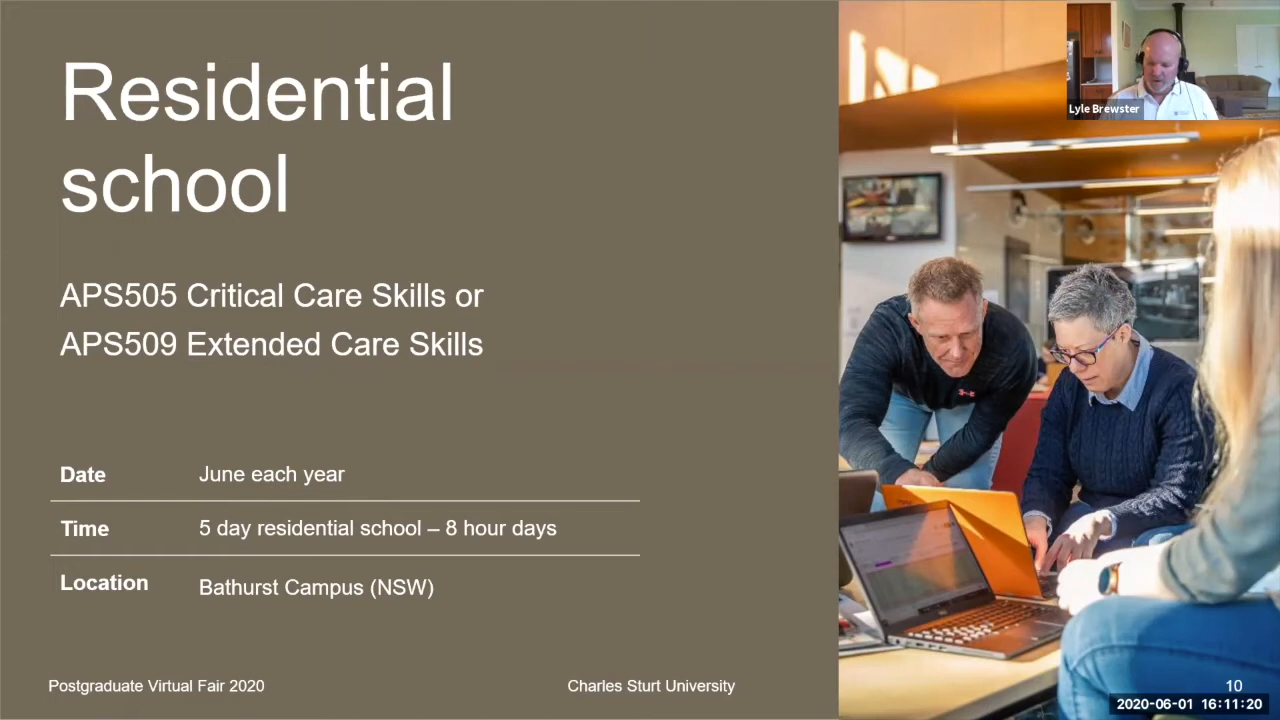 Residential
school
APS505 Critical Care Skills or
APS509 Extended Care Skills
Date June each year
Time 5 day residential school – 8 hour days
Location Bathurst Campus (NSW)
Postgraduate Virtual Fair 2020
Charles Sturt University
Lyle Brewster
10
2020-06-01 16:11:20